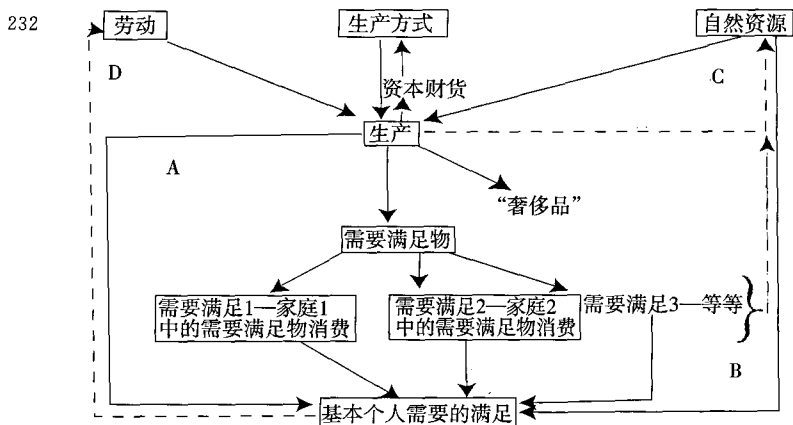 232
劳动
生产方式
自然资源
D
C
资本财货
生产
A
“奢侈品”
需要满足物
需要满足1—家庭1
中的需要满足物消费
需要满足2—家庭2
中的需要满足物消费
需要满足3—等等
B
基本个人需要的满足